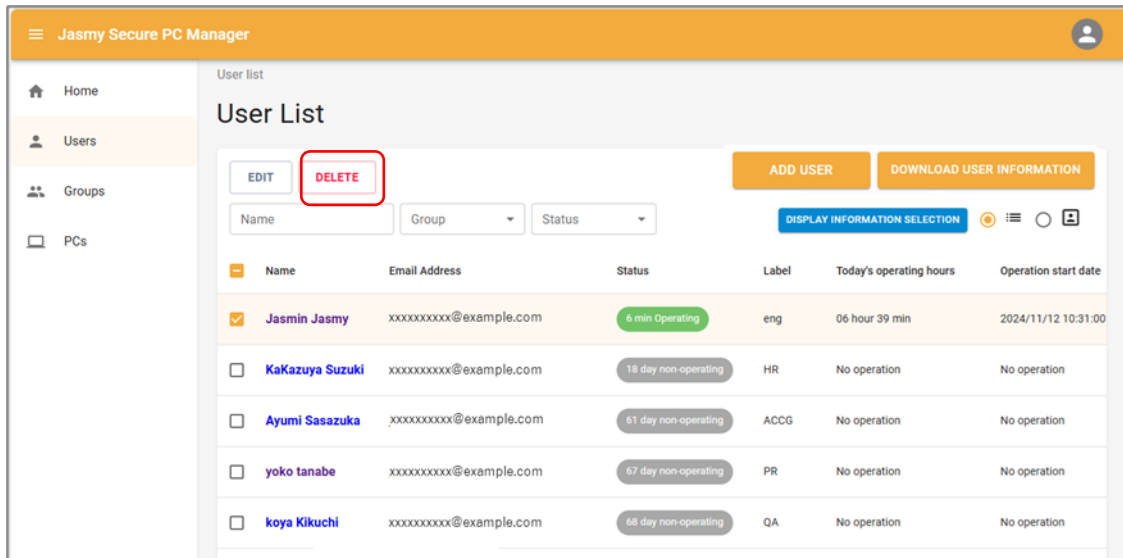 Jasmy Secure PC Manager
Home
Users
Groups
PCs
User list
User List
EDIT DELETE ADD USER DOWNLOAD USER INFORMATION
Name Group Status DISPLAY INFORMATION SELECTION
Name Email Address Status Label Today's operating hours Operation start date
Jasmin Jasmy xxxxxxxxxx@example.com 6 min Operating eng 06 hour 39 min 2024/11/12 10:31:00
KaKazuya Suzuki xxxxxxxxxx@example.com 18 day non-operating HR No operation No operation
Ayumi Sasazuka xxxxxxxxxx@example.com 61 day non-operating ACCG No operation No operation
yoko tanabe xxxxxxxxxx@example.com 67 day non-operating PR No operation No operation
koya Kikuchi xxxxxxxxxx@example.com 68 day non-operating QA No operation No operation